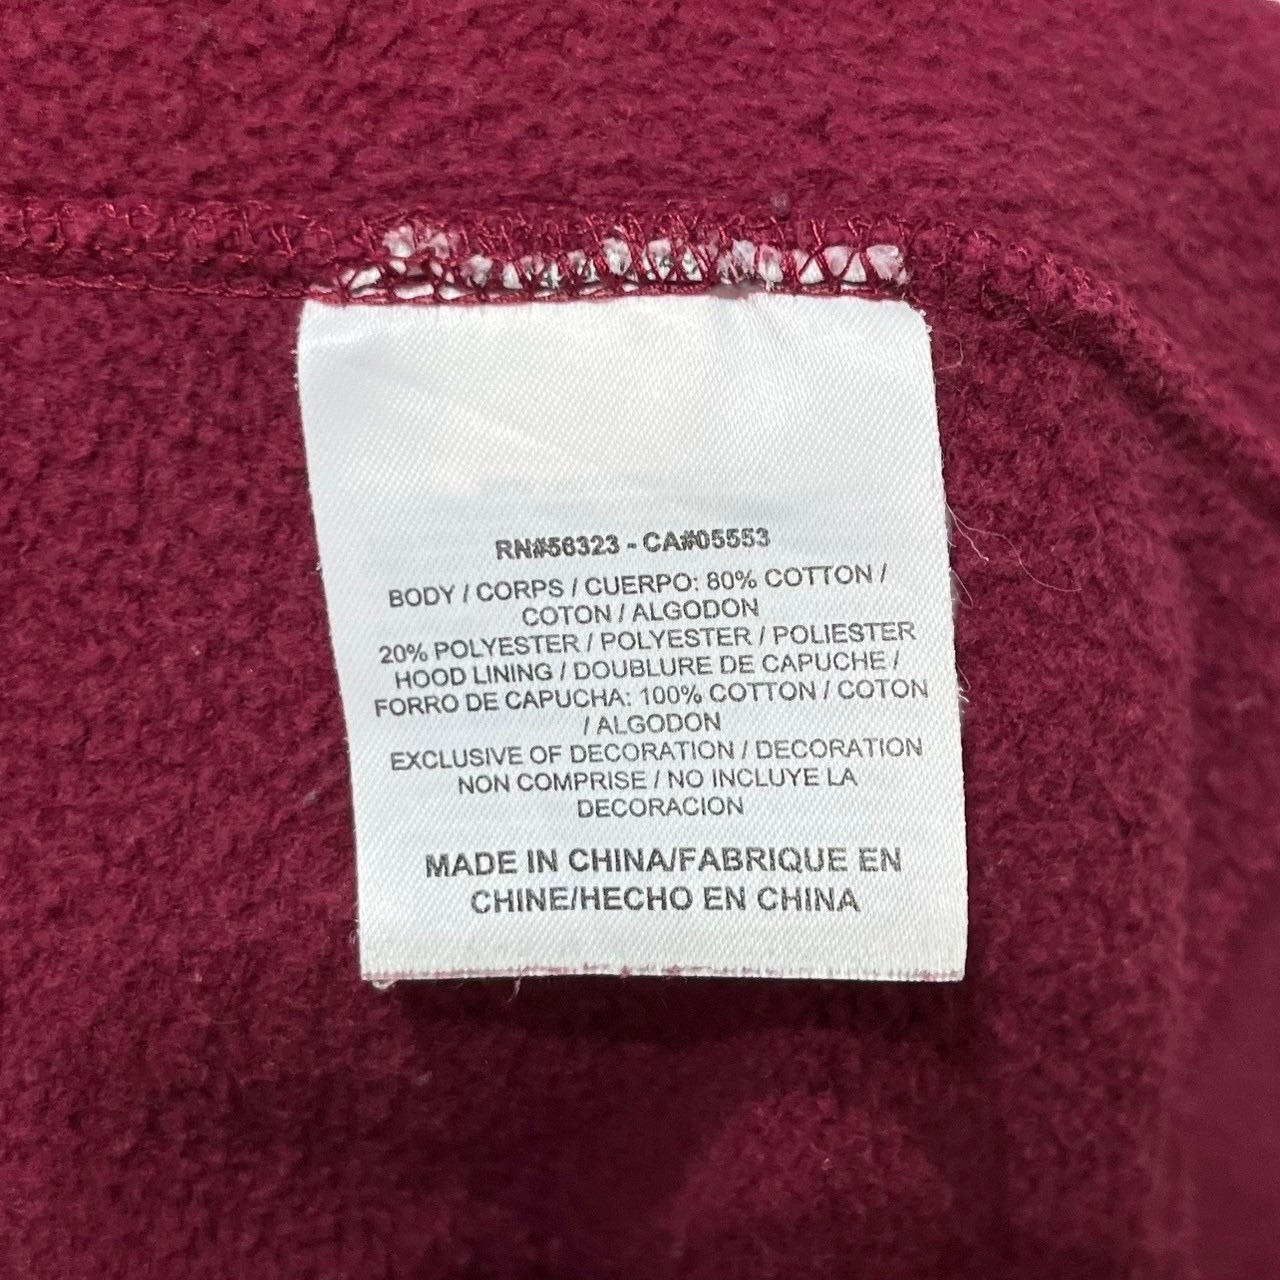 RN#56323 - CA#05553
BODY / CORPS / CUERPO: 80% COTTON /
COTON / ALGODON
20% POLYESTER / POLYESTER / POLIESTER
HOOD LINING / DOUBLURE DE CAPUCHE /
FORRO DE CAPUCHA: 100% COTTON / COTON
/ ALGODON
EXCLUSIVE OF DECORATION / DECORATION
NON COMPRISE / NO INCLUYE LA
DECORACION
MADE IN CHINA/FABRIQUE EN
CHINE/HECHO EN CHINA